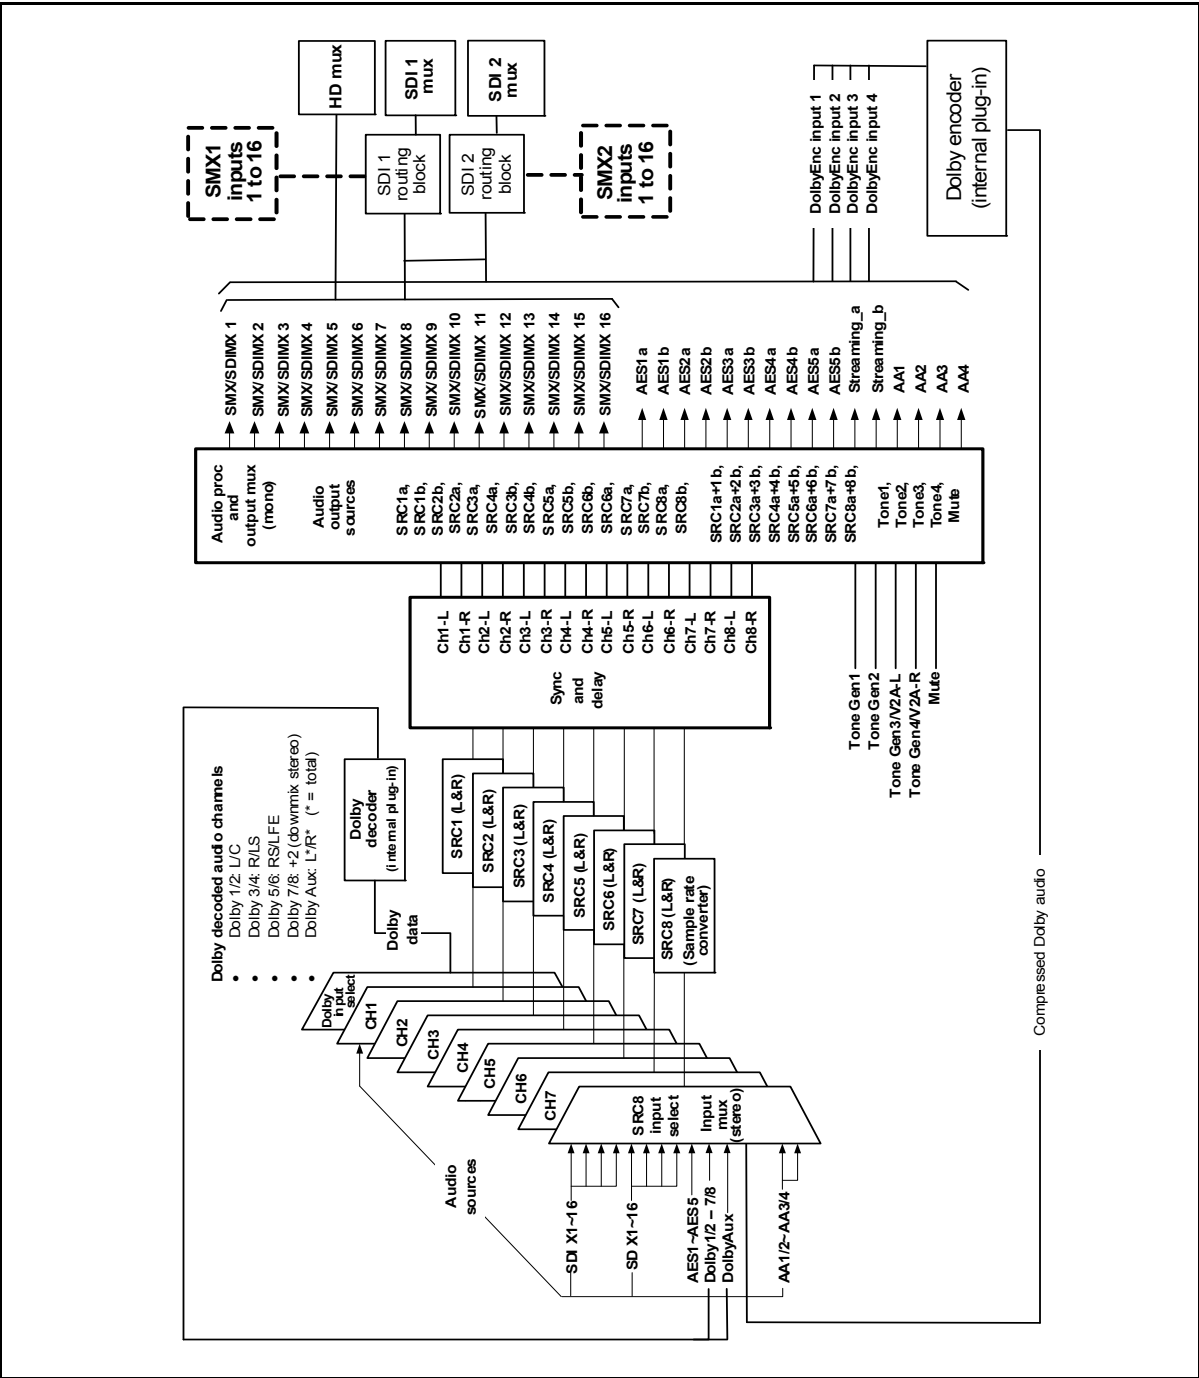 HD mux
SDI 1
mux
SDI 2
mux
SMX1
inputs
1 to 16
SDI 1
routing
block
SDI 2
routing
block
SMX2
inputs
1 to 16
DolbyEnc input 1
DolbyEnc input 2
DolbyEnc input 3
DolbyEnc input 4
Dolby encoder
(internal plug-in)
SMX/SDIMX 1
SMX/SDIMX 2
SMX/SDIMX 3
SMX/SDIMX 4
SMX/SDIMX 5
SMX/SDIMX 6
SMX/SDIMX 7
SMX/SDIMX 8
SMX/SDIMX 9
SMX/SDIMX 10
SMX/SDIMX 11
SMX/SDIMX 12
SMX/SDIMX 13
SMX/SDIMX 14
SMX/SDIMX 15
SMX/SDIMX 16
AES1a
AES1b
AES2a
AES2b
AES3a
AES3b
AES4a
AES4b
AES5a
AES5b
Streaming_a
Streaming_b
AA1
AA2
AA3
AA4
Audio proc
and
output mux
(mono)
Audio
output
sources
SRC1a,
SRC1b,
SRC2b,
SRC2a,
SRC3a,
SRC4a,
SRC3b,
SRC4b,
SRC5a,
SRC5b,
SRC6b,
SRC6a,
SRC7a,
SRC7b,
SRC8a,
SRC8b,
SRC1a+1b,
SRC2a+2b,
SRC3a+3b,
SRC4a+4b,
SRC5a+5b,
SRC6a+6b,
SRC7a+7b,
SRC8a+8b,
Tone1,
Tone2,
Tone3,
Tone4,
Mute
Ch1-L
Ch1-R
Ch2-L
Ch2-R
Ch3-L
Ch3-R
Ch4-L
Ch4-R
Ch5-L
Ch5-R
Ch6-L
Ch6-R
Ch7-L
Ch7-R
Ch8-L
Ch8-R
Sync
and
delay
Tone Gen1
Tone Gen2
Tone Gen3/V2A-L
Tone Gen4/V2A-R
Mute
Dolby decoded audio channels
• Dolby 1/2: L/C
• Dolby 3/4: R/LS
• Dolby 5/6: RS/LFE
• Dolby 7/8: +2 (downmix stereo)
• Dolby Aux: L*/R* (* = total)
Dolby
decoder
(internal plug-in)
Dolby
data
SRC1 (L&R)
SRC2 (L&R)
SRC3 (L&R)
SRC4 (L&R)
SRC5 (L&R)
SRC6 (L&R)
SRC7 (L&R)
SRC8 (L&R)
(Sample rate
converter)
Dolby
input
select
CH1
CH2
CH3
CH4
CH5
CH6
CH7
SRC8
input
select
Input
mux
(stereo)
Audio
sources
SDI X1~16
SD X1~16
AES1~AES5
Dolby1/2 – 7/8
DolbyAux
AA1/2~AA3/4
Compressed Dolby audio